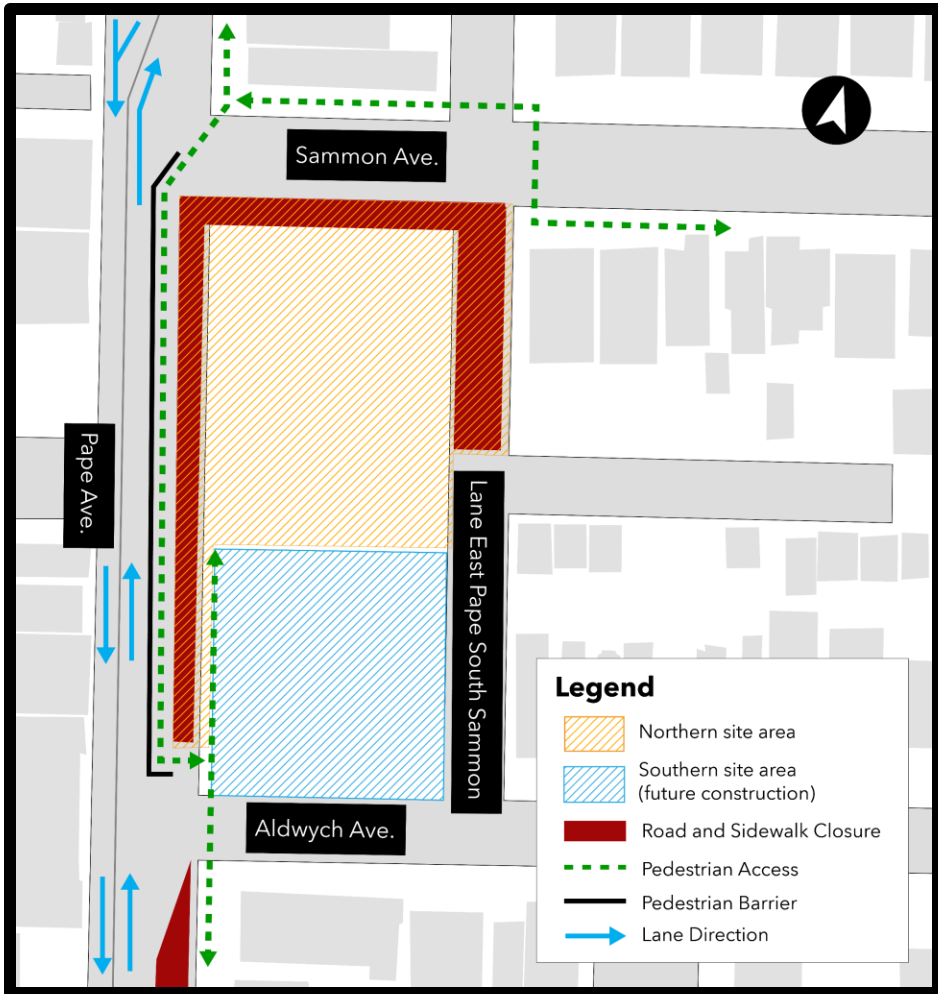 Sammon Ave.
Pape Ave.
Lane East Pape South Sammon
Aldwych Ave.
Legend
Northern site area
Southern site area
(future construction)
Road and Sidewalk Closure
Pedestrian Access
Pedestrian Barrier
Lane Direction